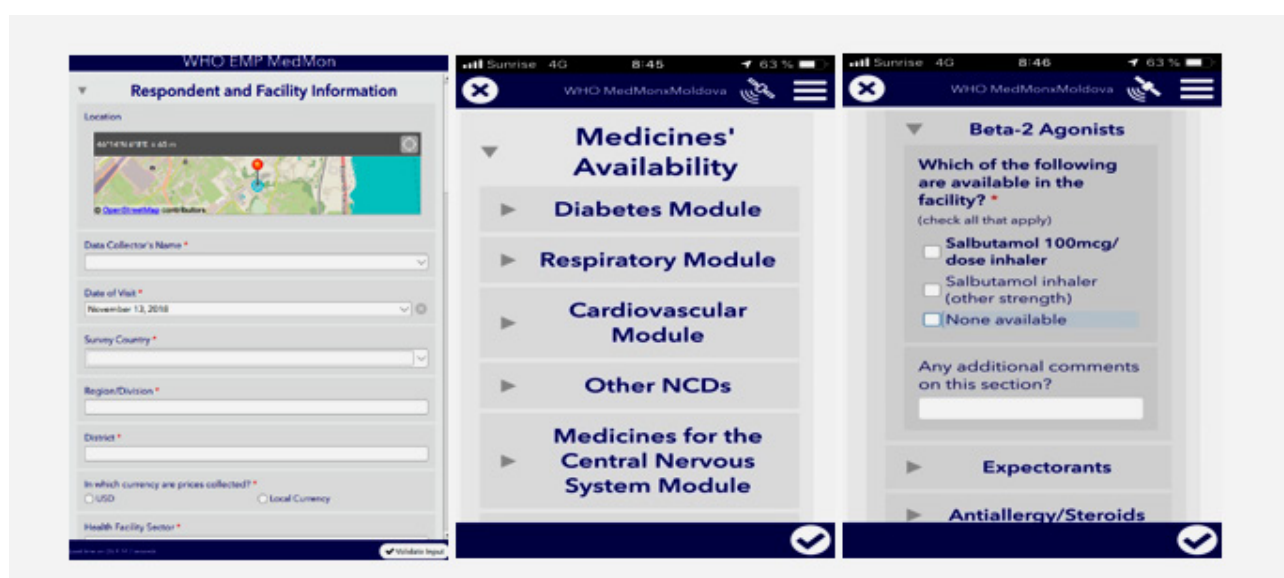 WHO EMP MedMon
Respondent and Facility Information
Location
© OpenStreetMap contributors
Data Collector's Name *
Date of Visit *
November 13, 2018
Survey Country *
Region/Division *
District *
In which currency are prices collected? *
USD Local Currency
Health Facility Sector *
Validate Input
Sunrise 4G 8:45 63 %
WHO MedMonxMoldova
Medicines'
Availability
Diabetes Module
Respiratory Module
Cardiovascular
Module
Other NCDs
Medicines for the
Central Nervous
System Module
Sunrise 4G 8:46 63 %
WHO MedMonxMoldova
Beta-2 Agonists
Which of the following
are available in the
facility? *
(check all that apply)
Salbutamol 100mcg/
dose inhaler
Salbutamol inhaler
(other strength)
None available
Any additional comments
on this section?
Expectorants
Antiallergy/Steroids